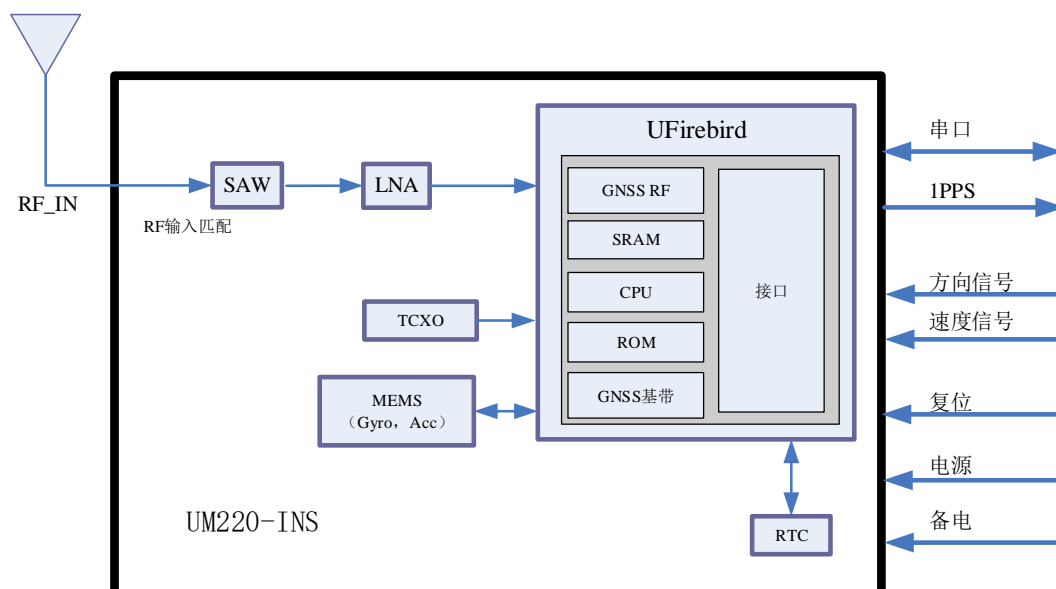 UFirebird
串口
SAW
LNA
GNSS RF
1PPS
RF_IN
RF输入匹配
SRAM
方向信号
CPU
接口
速度信号
TCXO
ROM
MEMS
（Gyro，Acc）
GNSS基带
复位
电源
UM220-INS
RTC
备电